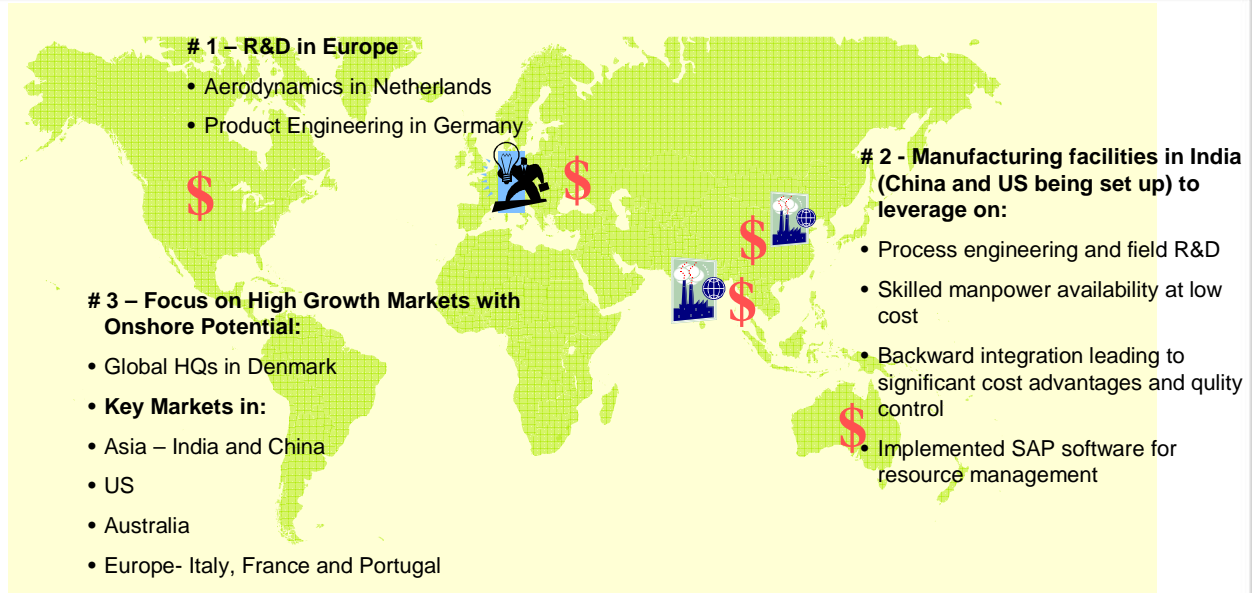 # 1 – R&D in Europe
• Aerodynamics in Netherlands
• Product Engineering in Germany
# 2 - Manufacturing facilities in India
(China and US being set up) to
leverage on:
• Process engineering and field R&D
• Skilled manpower availability at low
cost
• Backward integration leading to
significant cost advantages and qulity
control
• Implemented SAP software for
resource management
# 3 – Focus on High Growth Markets with
Onshore Potential:
• Global HQs in Denmark
• Key Markets in:
• Asia – India and China
• US
• Australia
• Europe- Italy, France and Portugal
$
$
$
$
$